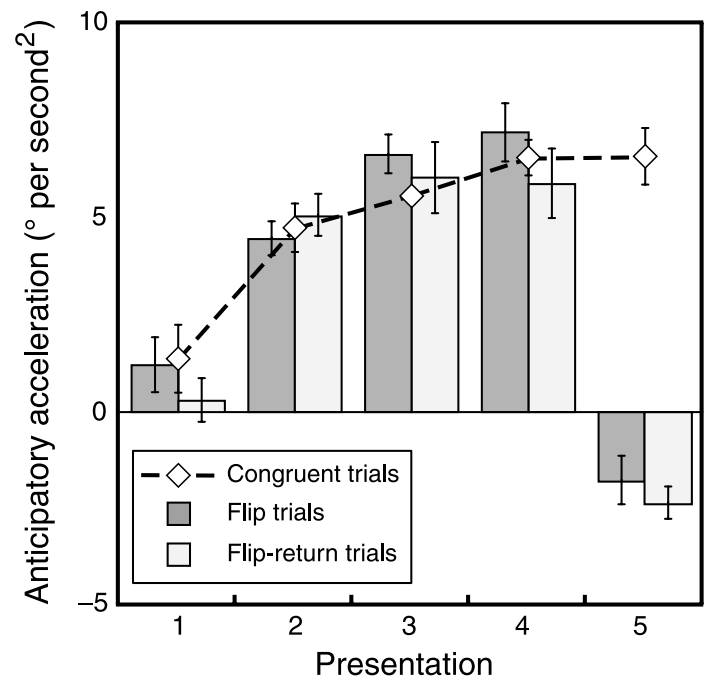 Anticipatory acceleration (° per second²)
10
5
0
−5
Congruent trials
Flip trials
Flip-return trials
1 2 3 4 5
Presentation